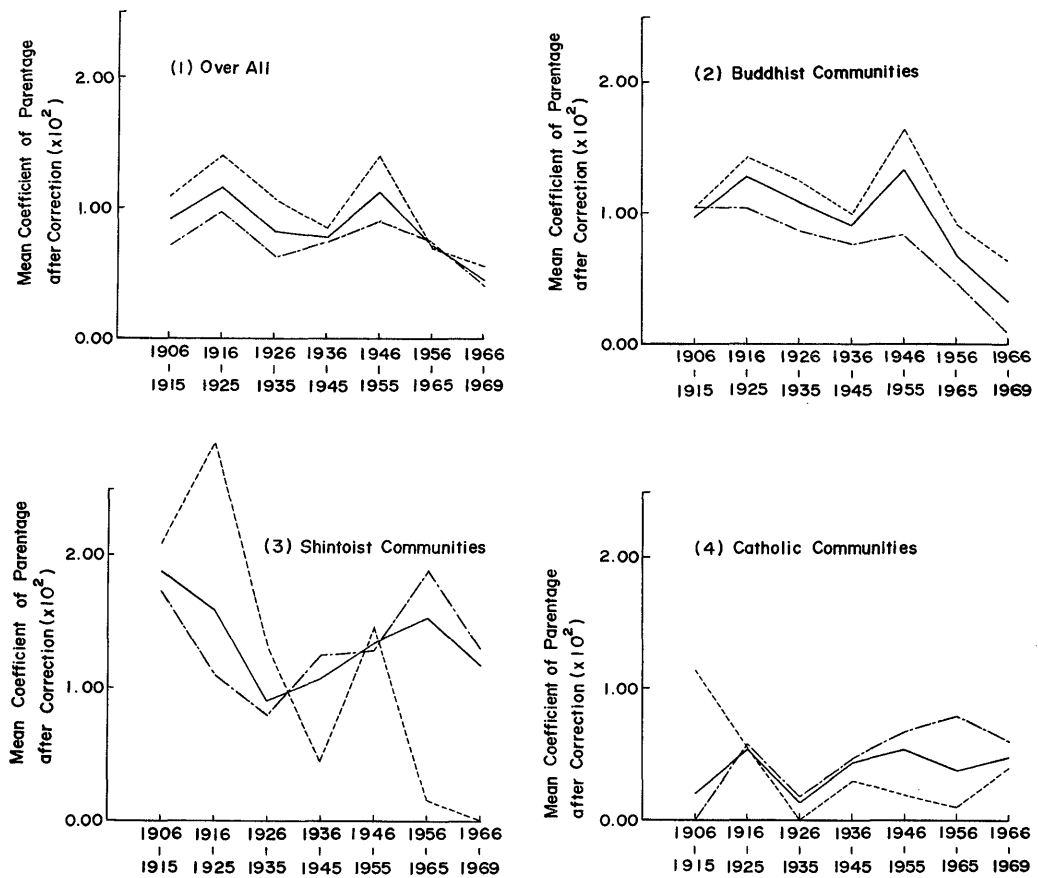 Mean Coefficient of Parentage
after Correction (x10²)
(1) Over All
2.00
1.00
0.00
1906 1916 1926 1936 1946 1956 1966
1915 1925 1935 1945 1955 1965 1969
Mean Coefficient of Parentage
after Correction (x10²)
(2) Buddhist Communities
2.00
1.00
0.00
1906 1916 1926 1936 1946 1956 1966
1915 1925 1935 1945 1955 1965 1969
Mean Coefficient of Parentage
after Correction (x10²)
(3) Shintoist Communities
2.00
1.00
0.00
1906 1916 1926 1936 1946 1956 1966
1915 1925 1935 1945 1955 1965 1969
Mean Coefficient of Parentage
after Correction (x10²)
(4) Catholic Communities
2.00
1.00
0.00
1906 1916 1926 1936 1946 1956 1966
1915 1925 1935 1945 1955 1965 1969